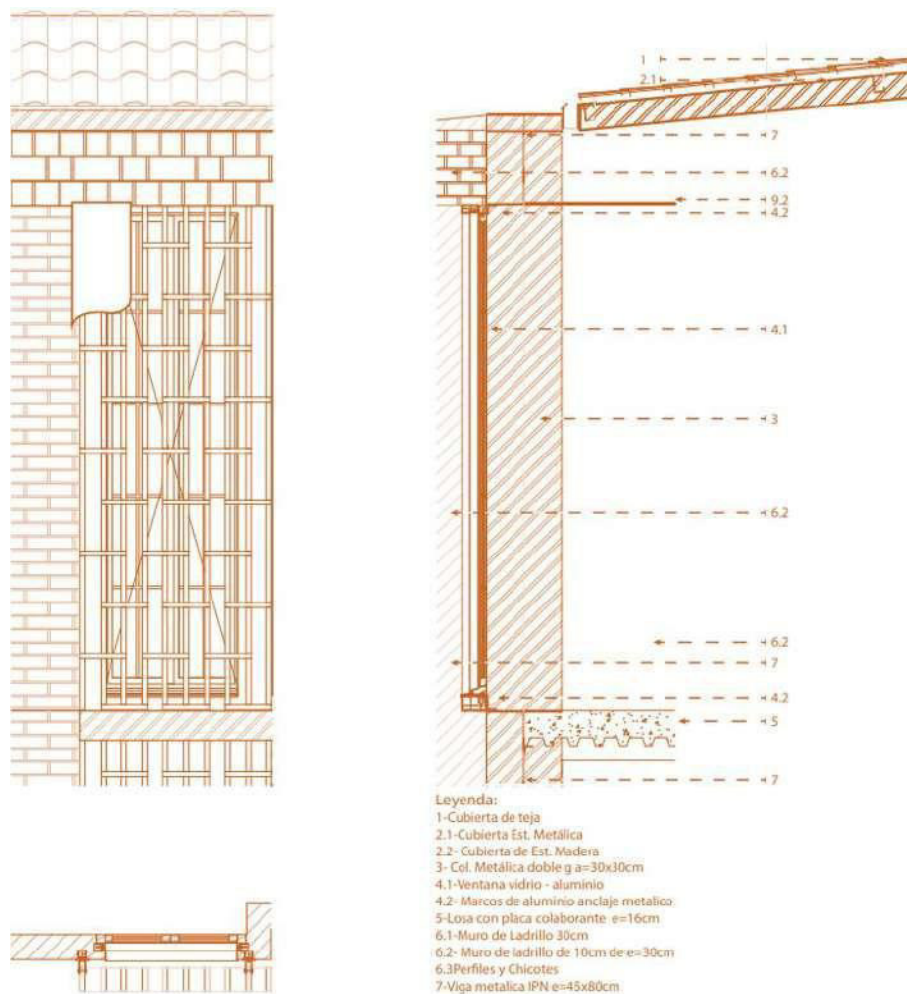 1
2.1
7
6.2
9.2
4.2
4.1
3
6.2
6.2
7
4.2
5
7
Leyenda:
1-Cubierta de teja
2.1-Cubierta Est. Metálica
2.2- Cubierta de Est. Madera
3- Col. Metálica doble g a=30x30cm
4.1-Ventana vidrio - aluminio
4.2- Marcos de aluminio anclaje metalico
5-Losa con placa colaborante e=16cm
6.1-Muro de Ladrillo 30cm
6.2- Muro de ladrillo de 10cm de e=30cm
6.3Perfiles y Chicotes
7-Viga metalica IPN e=45x80cm